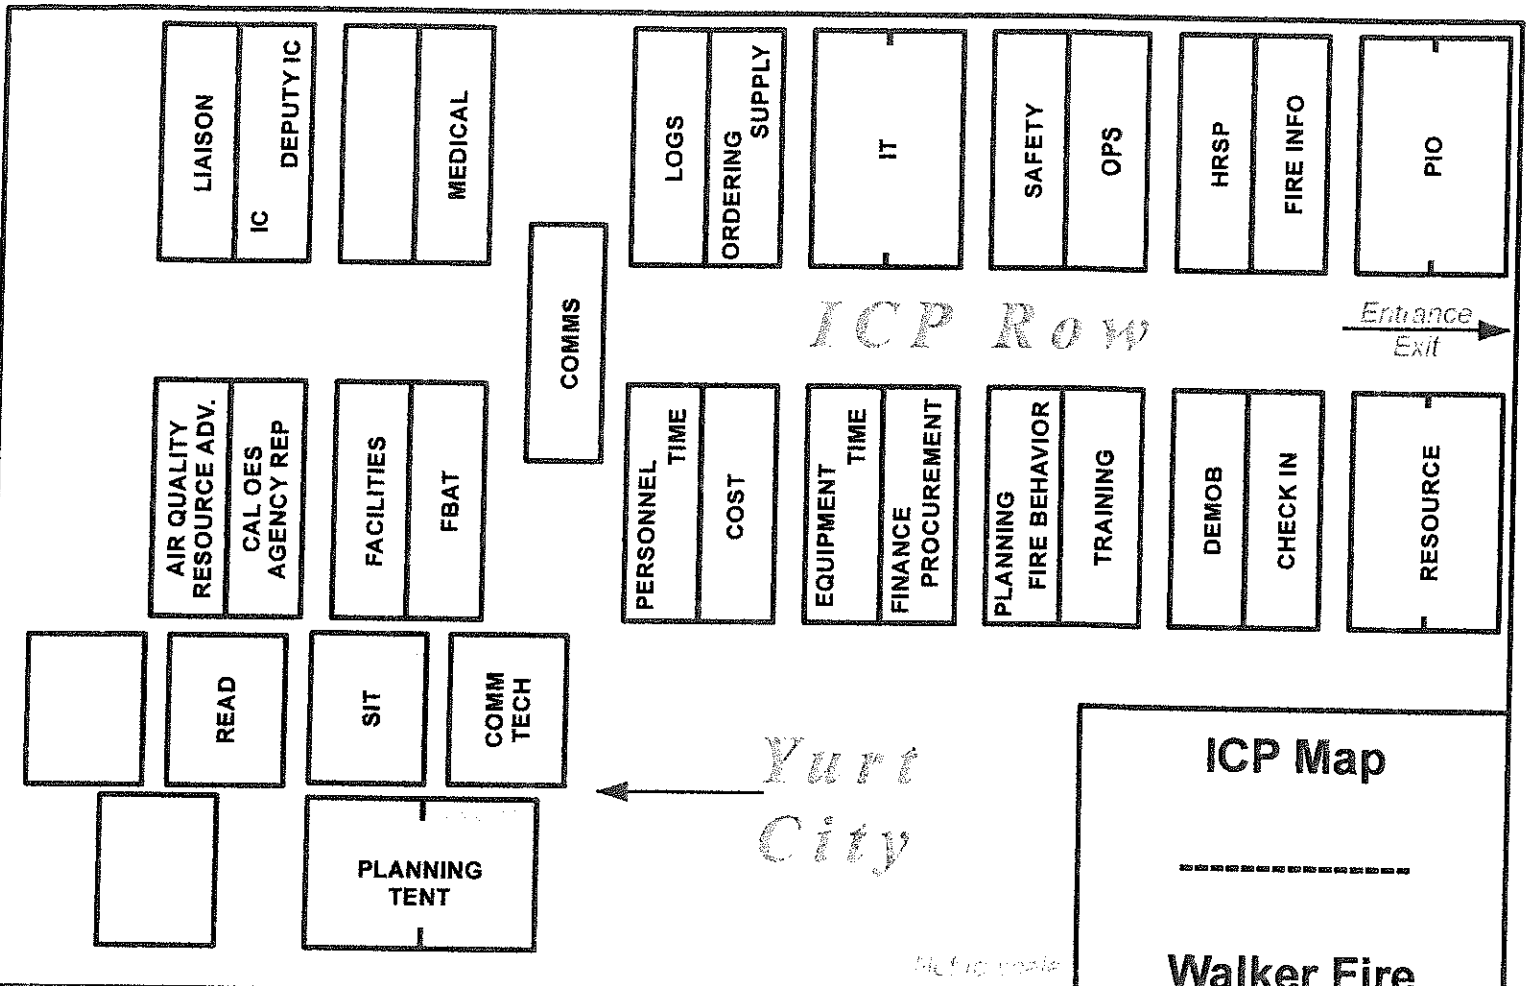 LIAISON
IC
DEPUTY IC
MEDICAL
LOGS
ORDERING
SUPPLY
IT
SAFETY
OPS
HRSP
FIRE INFO
PIO
COMMS
ICP Row
Entrance
Exit
AIR QUALITY
RESOURCE ADV.
CAL OES
AGENCY REP
FACILITIES
FBAT
PERSONNEL
TIME
COST
EQUIPMENT
TIME
FINANCE
PROCUREMENT
PLANNING
FIRE BEHAVIOR
TRAINING
DEMOB
CHECK IN
RESOURCE
READ
SIT
COMM
TECH
Yurt
City
PLANNING
TENT
Not to scale
ICP Map
--------------
Walker Fire